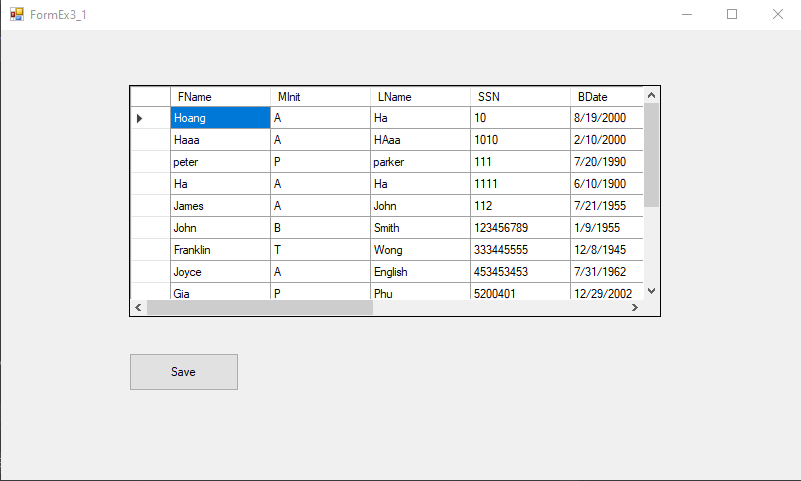 FormEx3_1
FName MInit LName SSN BDate
Hoang A Ha 10 8/19/2000
Haaa A HAaa 1010 2/10/2000
peter P parker 111 7/20/1990
Ha A Ha 1111 6/10/1900
James A John 112 7/21/1955
John B Smith 123456789 1/9/1955
Franklin T Wong 333445555 12/8/1945
Joyce A English 453453453 7/31/1962
Gia P Phu 5200401 12/29/2002
Save